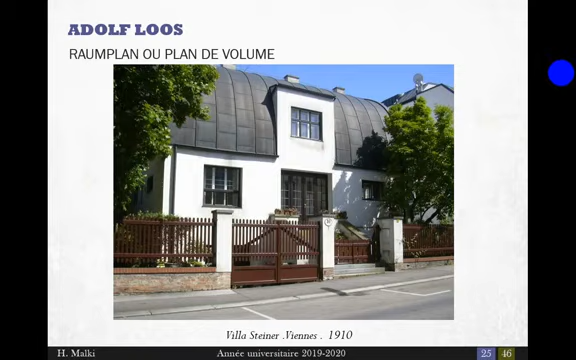 ADOLF LOOS
RAUMPLAN OU PLAN DE VOLUME
Villa Steiner .Viennes . 1910
H. Malki Année universitaire 2019-2020 25 46